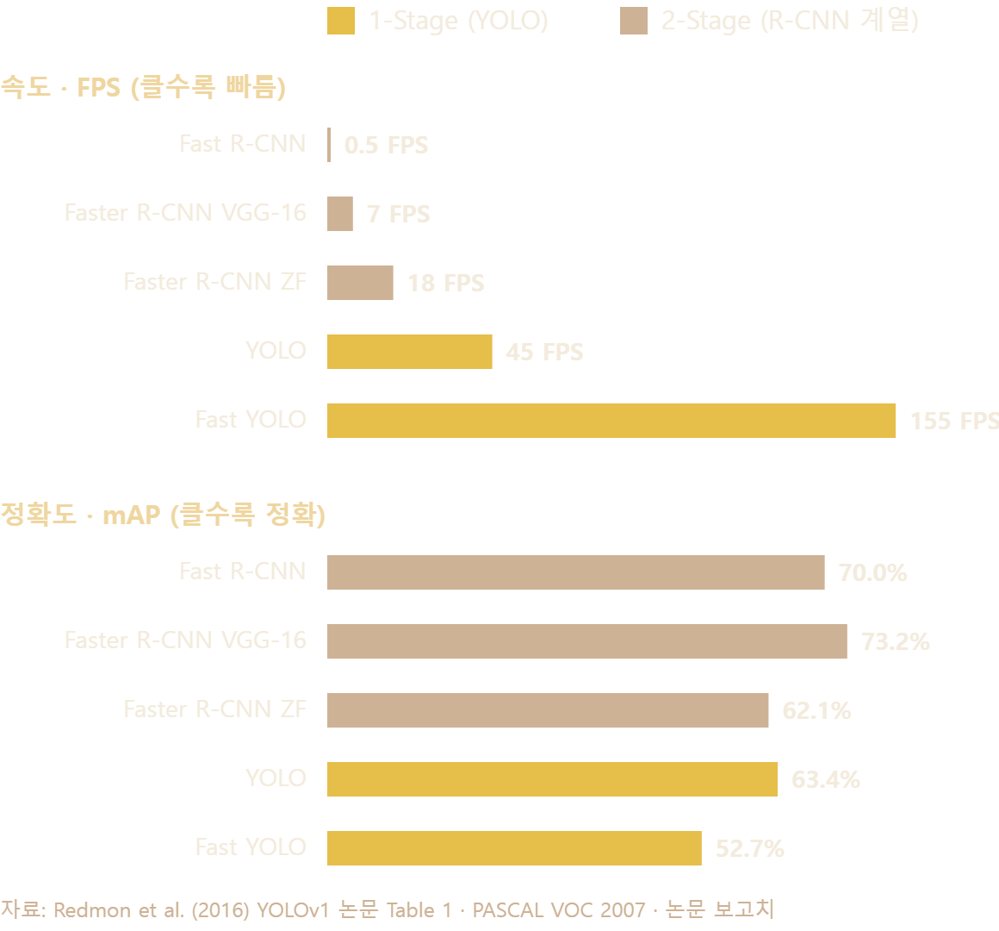 1-Stage (YOLO) 2-Stage (R-CNN 계열)
속도 · FPS (클수록 빠름)
Fast R-CNN 0.5 FPS
Faster R-CNN VGG-16 7 FPS
Faster R-CNN ZF 18 FPS
YOLO 45 FPS
Fast YOLO 155 FPS
정확도 · mAP (클수록 정확)
Fast R-CNN 70.0%
Faster R-CNN VGG-16 73.2%
Faster R-CNN ZF 62.1%
YOLO 63.4%
Fast YOLO 52.7%
자료: Redmon et al. (2016) YOLOv1 논문 Table 1 · PASCAL VOC 2007 · 논문 보고치